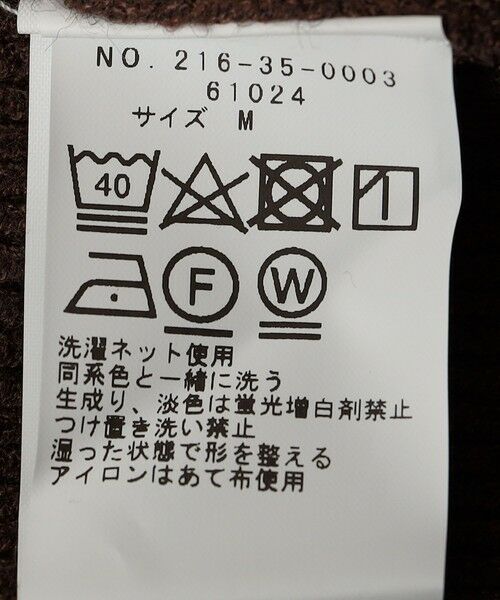 NO. 216-35-0003
61024
サイズ M
40
F W
洗濯ネット使用
同系色と一緒に洗う
生成り、淡色は蛍光増白剤禁止
つけ置き洗い禁止
湿った状態で形を整える
アイロンはあて布使用